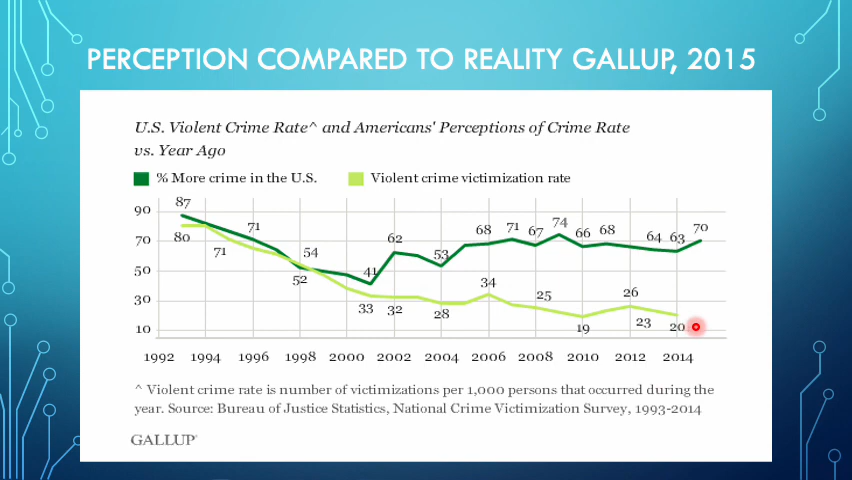 PERCEPTION COMPARED TO REALITY GALLUP, 2015
U.S. Violent Crime Rate^ and Americans' Perceptions of Crime Rate
vs. Year Ago
% More crime in the U.S. Violent crime victimization rate
90 70 50 30 10
87 71 52 41 62 53 68 71 67 74 66 68 64 63 70
80 71 54 33 32 28 34 25 19 26 23 20
1992 1994 1996 1998 2000 2002 2004 2006 2008 2010 2012 2014
^ Violent crime rate is number of victimizations per 1,000 persons that occurred during the
year. Source: Bureau of Justice Statistics, National Crime Victimization Survey, 1993-2014
GALLUP®